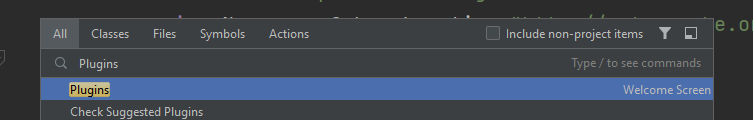 All Classes Files Symbols Actions Include non-project items
Plugins Type / to see commands
Plugins Welcome Screen
Check Suggested Plugins